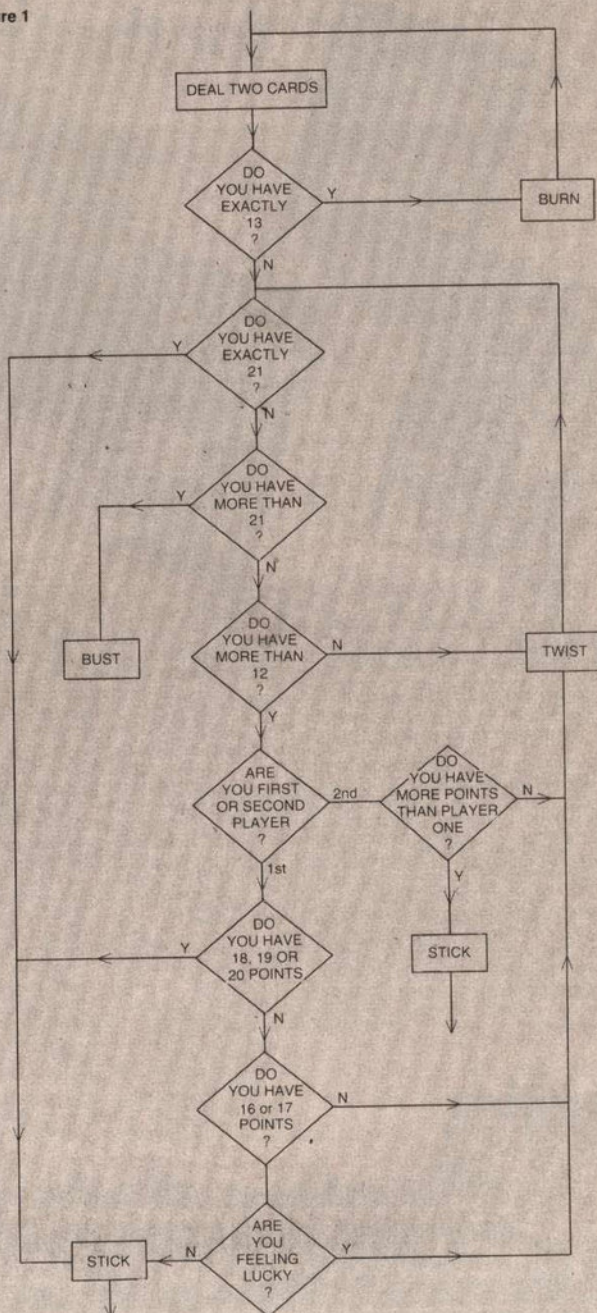 re 1
DEAL TWO CARDS
DO
YOU HAVE
EXACTLY
13
?
Y
BURN
N
DO
YOU HAVE
EXACTLY
21
?
Y
N
DO
YOU HAVE
MORE THAN
21
?
Y
N
BUST
DO
YOU HAVE
MORE THAN
12
?
N
TWIST
Y
ARE
YOU FIRST
OR SECOND
PLAYER
?
2nd
DO
YOU HAVE
MORE POINTS
THAN PLAYER
ONE
?
N
1st
Y
STICK
DO
YOU HAVE
18, 19 OR
20 POINTS
Y
N
DO
YOU HAVE
16 or 17
POINTS
?
N
ARE
YOU
FEELING
LUCKY
?
N
Y
STICK